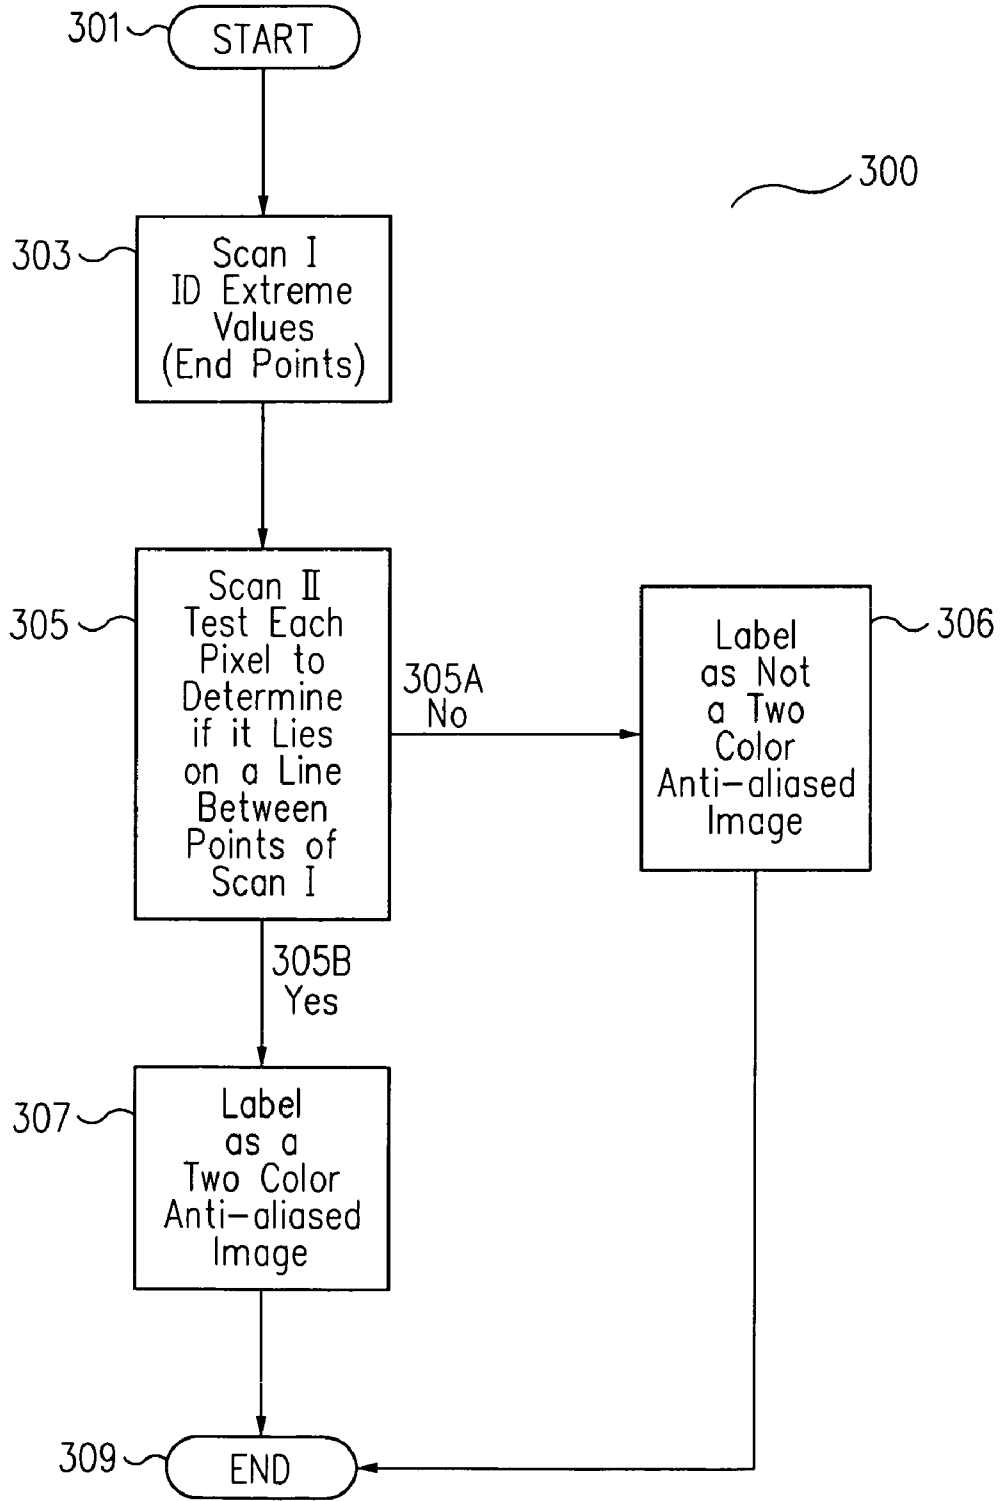 301
START
300
303
Scan I
ID Extreme
Values
(End Points)
305
Scan II
Test Each
Pixel to
Determine
if it Lies
on a Line
Between
Points of
Scan I
305A
No
306
Label
as Not
a Two
Color
Anti-aliased
Image
305B
Yes
307
Label
as a
Two Color
Anti-aliased
Image
309
END